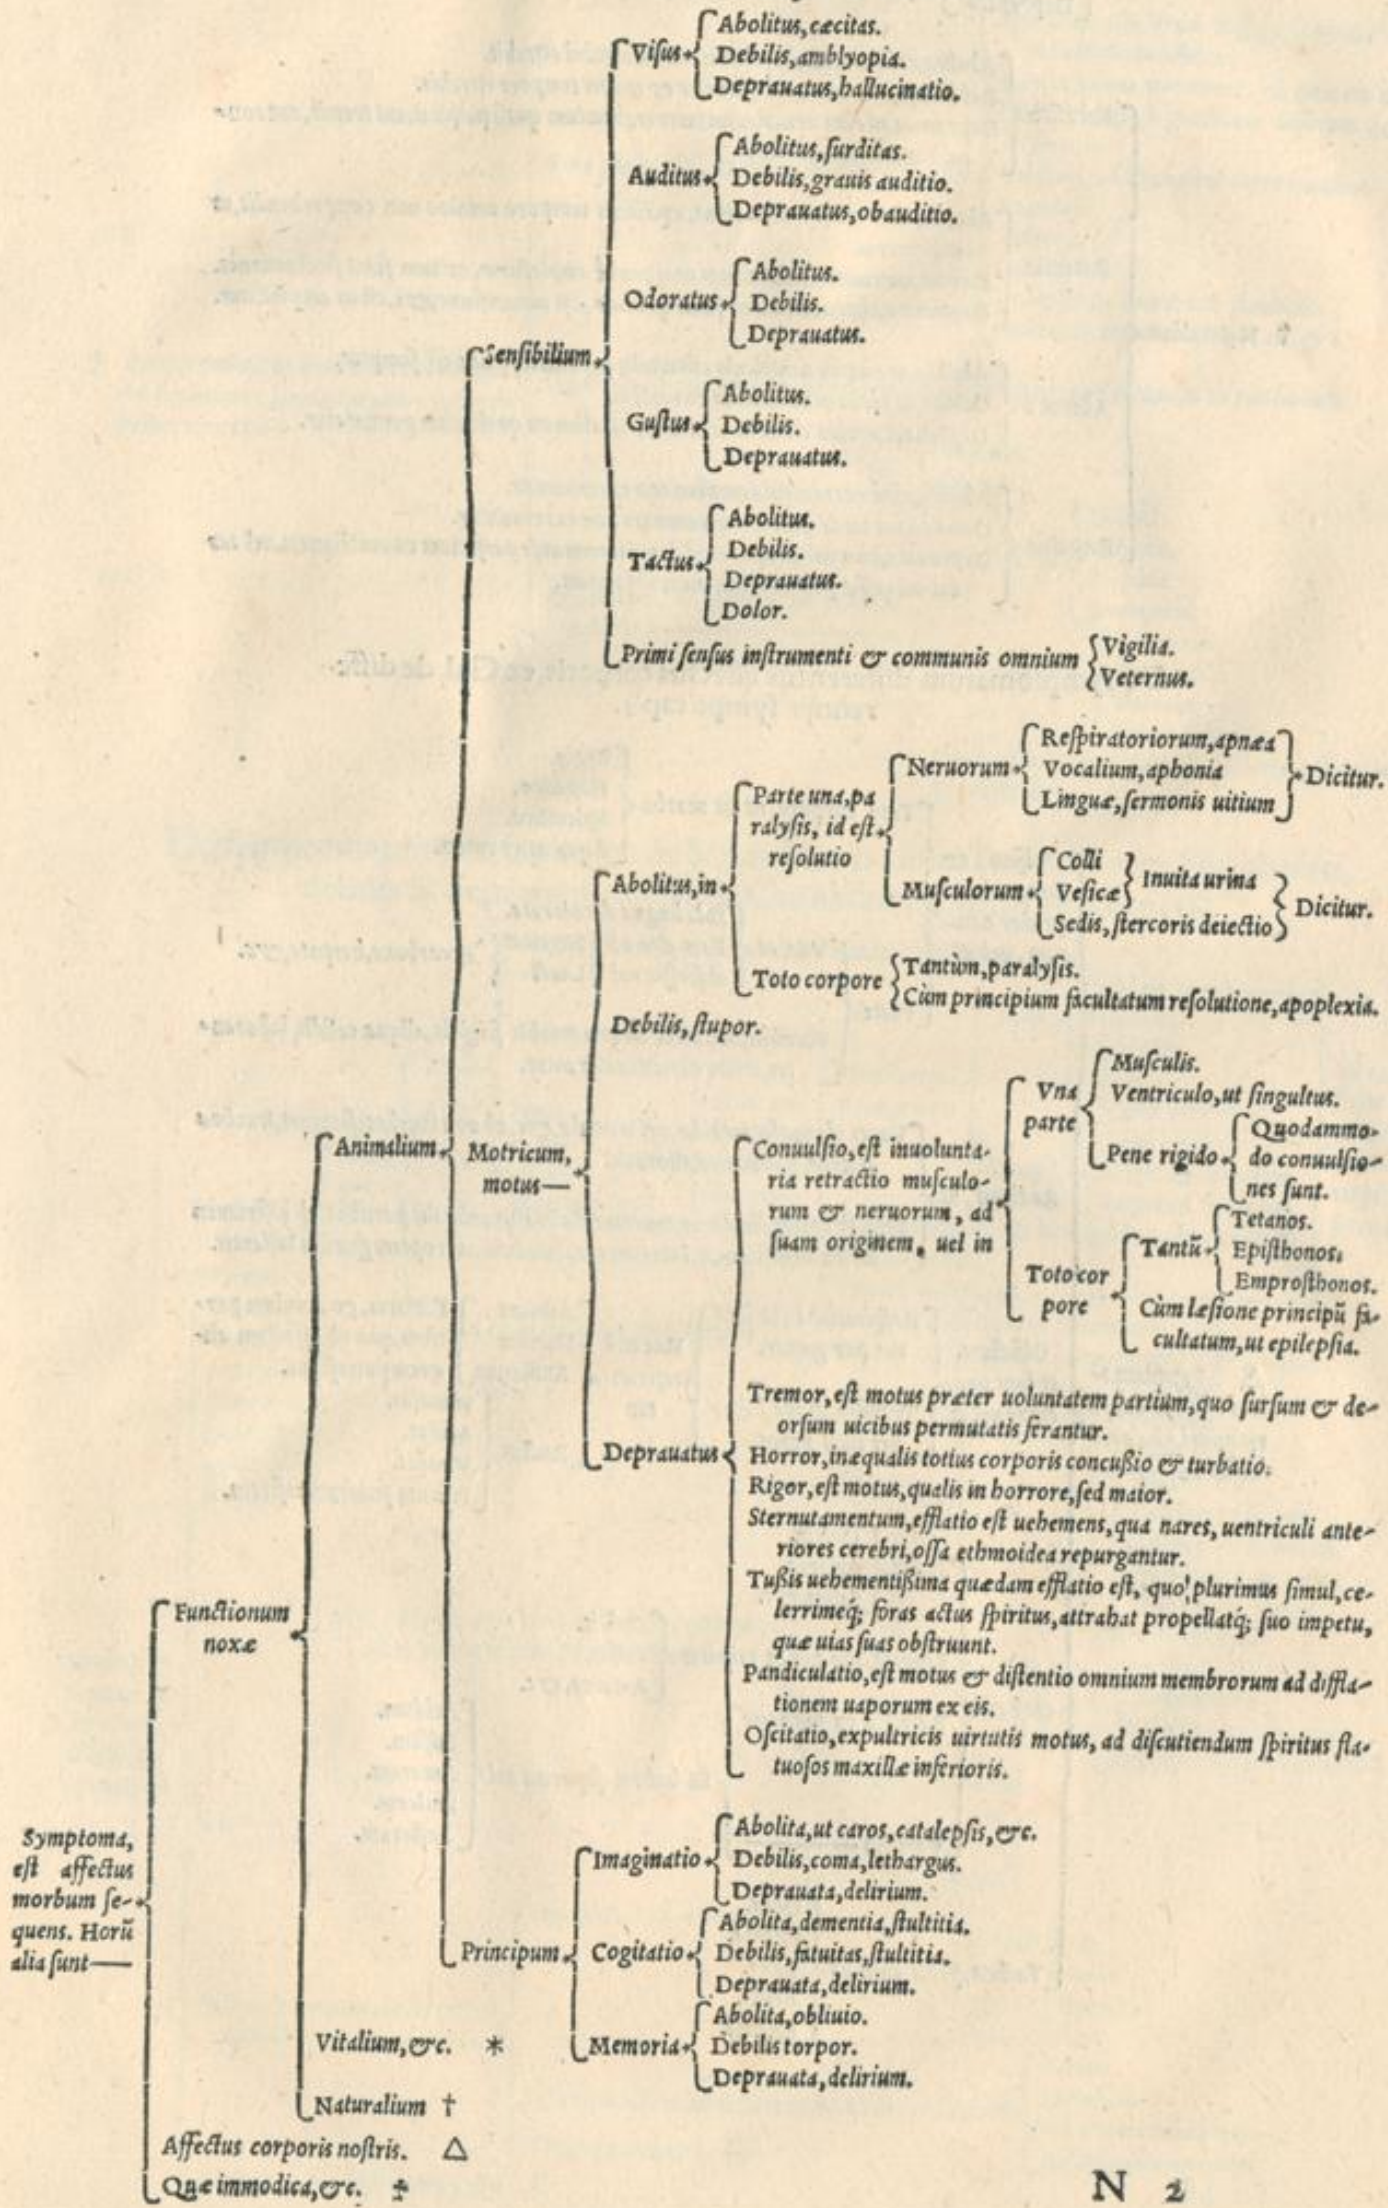 Abolitus, cæcitas.
Viſus
Debilis, amblyopia.
Deprauatus, hallucinatio.
Abolitus, ſurditas.
Auditus
Debilis, grauis auditio.
Deprauatus, obauditio.
Abolitus.
Odoratus
Debilis.
Deprauatus.
Senſibilium
Abolitus.
Guſtus
Debilis.
Deprauatus.
Abolitus.
Debilis.
Tactus
Deprauatus.
Dolor.
Primi ſenſus inſtrumenti & communis omnium
Vigilia.
Veternus.
Reſpiratoriorum, apnæa
Neruorum
Vocalium, aphonia
Dicitur.
Linguæ, ſermonis uitium
Parte una, pa
ralyſis, id eſt
reſolutio
Colli
Muſculorum
Veſicæ
Inuita urina
Dicitur.
Sedis, ſtercoris deiectio
Abolitus, in
Toto corpore
Tantùm, paralyſis.
Cùm principium facultatum reſolutione, apoplexia.
Debilis, ſtupor.
Muſculis.
Vna
parte
Ventriculo, ut ſingultus.
Pene rigido
Quodammo-
do conuulſio-
nes ſunt.
Animalium
Motricum,
motus—
Conuulſio, eſt inuolunta-
ria retractio muſculo-
rum & neruorum, ad
ſuam originem, uel in
Tetanos.
Tantũ
Epiſthonos.
Emproſthonos.
Toto cor
pore
Cùm læſione principũ fa-
cultatum, ut epilepſia.
Deprauatus
Tremor, eſt motus præter uoluntatem partium, quo ſurſum & de-
orſum uicibus permutatis ferantur.
Horror, inæqualis totius corporis concußio & turbatio.
Rigor, eſt motus, qualis in horrore, ſed maior.
Sternutamentum, efflatio eſt uehemens, qua nares, uentriculi ante-
riores cerebri, oſſa ethmoidea repurgantur.
Tußis uehementißima quædam efflatio eſt, quo plurimus ſimul, ce-
lerrimeq́; foras actus ſpiritus, attrahat propellatq́; ſuo impetu,
quæ uias ſuas obſtruunt.
Pandiculatio, eſt motus & diſtentio omnium membrorum ad diffla-
tionem uaporum ex eis.
Oſcitatio, expultricis uirtutis motus, ad diſcutiendum ſpiritus fla-
tuoſos maxillæ inferioris.
Functionum
noxæ
Symptoma,
eſt affectus
morbum ſe-
quens. Horũ
alia ſunt—
Abolita, ut caros, catalepſis, &c.
Imaginatio
Debilis, coma, lethargus.
Deprauata, delirium.
Abolita, dementia, ſtultitia.
Principum
Cogitatio
Debilis, fatuitas, ſtultitia.
Deprauata, delirium.
Abolita, obliuio.
Memoria
Debilis torpor.
Deprauata, delirium.
Vitalium, &c. *
Naturalium †
Affectus corporis noſtris. △
Quæ immodica, &c. ☨
N 2